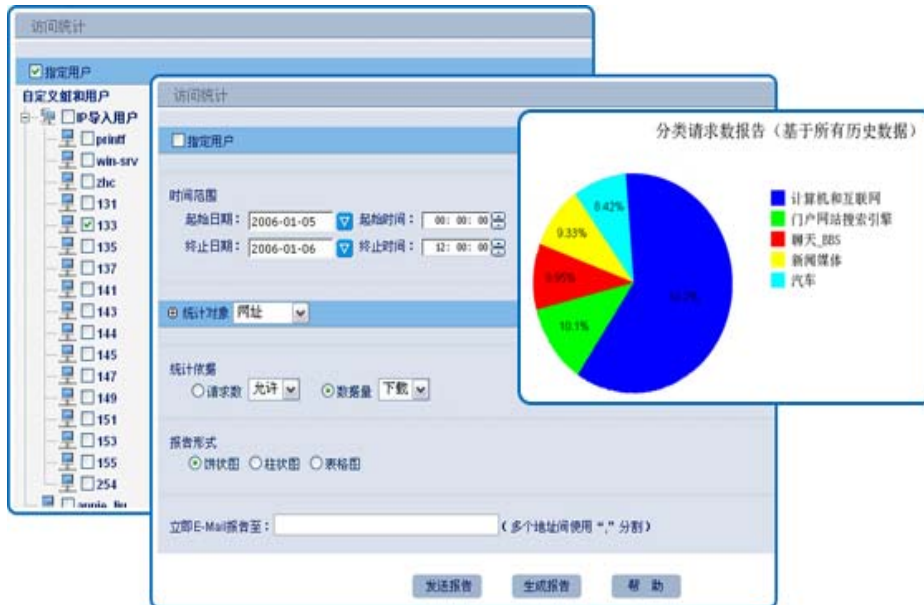 访问统计
指定用户
自定义组和用户
IP导入用户
printf
win-srv
zhc
131
133
135
137
141
143
144
145
147
149
151
153
155
254
访问统计
指定用户
时间范围
起始日期： 2006-01-05 起始时间： 00: 00: 00
终止日期： 2006-01-06 终止时间： 12: 00: 00
统计对象 网址
统计依据
请求数 允许 数据量 下载
报告形式
饼状图 柱状图 表格图
立即E-Mail报告至： （多个地址间使用 “,” 分割）
发送报告 生成报告 帮 助
分类请求数报告（基于所有历史数据）
8.42%
9.33%
9.95%
10.1%
计算机和互联网
门户网站搜索引擎
聊天_BBS
新闻媒体
汽车